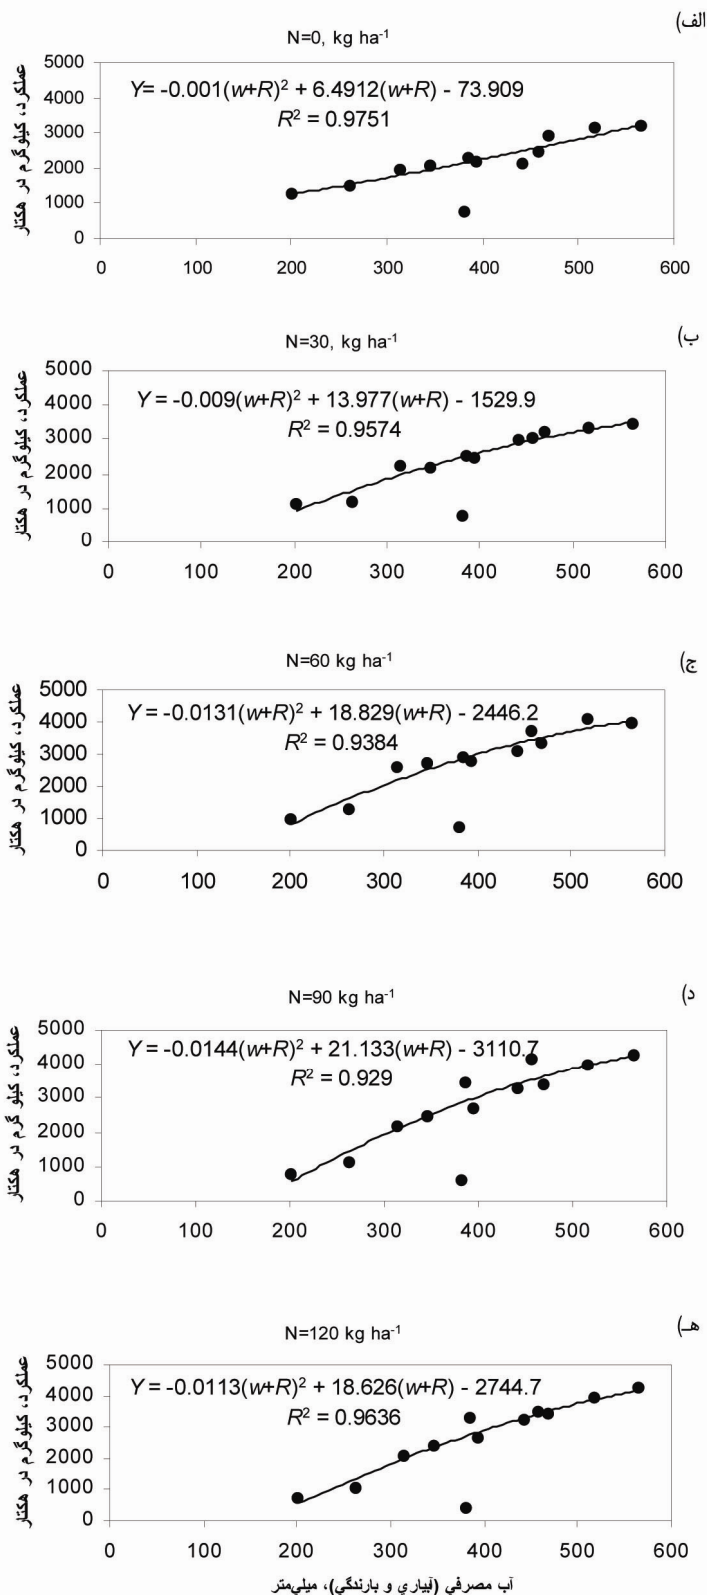 الف)
N=0, kg ha⁻¹
Y= -0.001(w+R)² + 6.4912(w+R) - 73.909
R² = 0.9751
عملکرد، کیلوگرم در هکتار
5000
4000
3000
2000
1000
0
0 100 200 300 400 500 600
ب)
N=30, kg ha⁻¹
Y = -0.009(w+R)² + 13.977(w+R) - 1529.9
R² = 0.9574
عملکرد، کیلوگرم در هکتار
5000
4000
3000
2000
1000
0
0 100 200 300 400 500 600
ج)
N=60 kg ha⁻¹
Y = -0.0131(w+R)² + 18.829(w+R) - 2446.2
R² = 0.9384
عملکرد، کیلوگرم در هکتار
5000
4000
3000
2000
1000
0
0 100 200 300 400 500 600
د)
N=90 kg ha⁻¹
Y = -0.0144(w+R)² + 21.133(w+R) - 3110.7
R² = 0.929
عملکرد، کیلو گرم در هکتار
5000
4000
3000
2000
1000
0
0 100 200 300 400 500 600
هـ)
N=120 kg ha⁻¹
Y = -0.0113(w+R)² + 18.626(w+R) - 2744.7
R² = 0.9636
عملکرد، کیلوگرم در هکتار
5000
4000
3000
2000
1000
0
0 100 200 300 400 500 600
آب مصرفي (آبياري و بارندگي)، ميلي‌متر